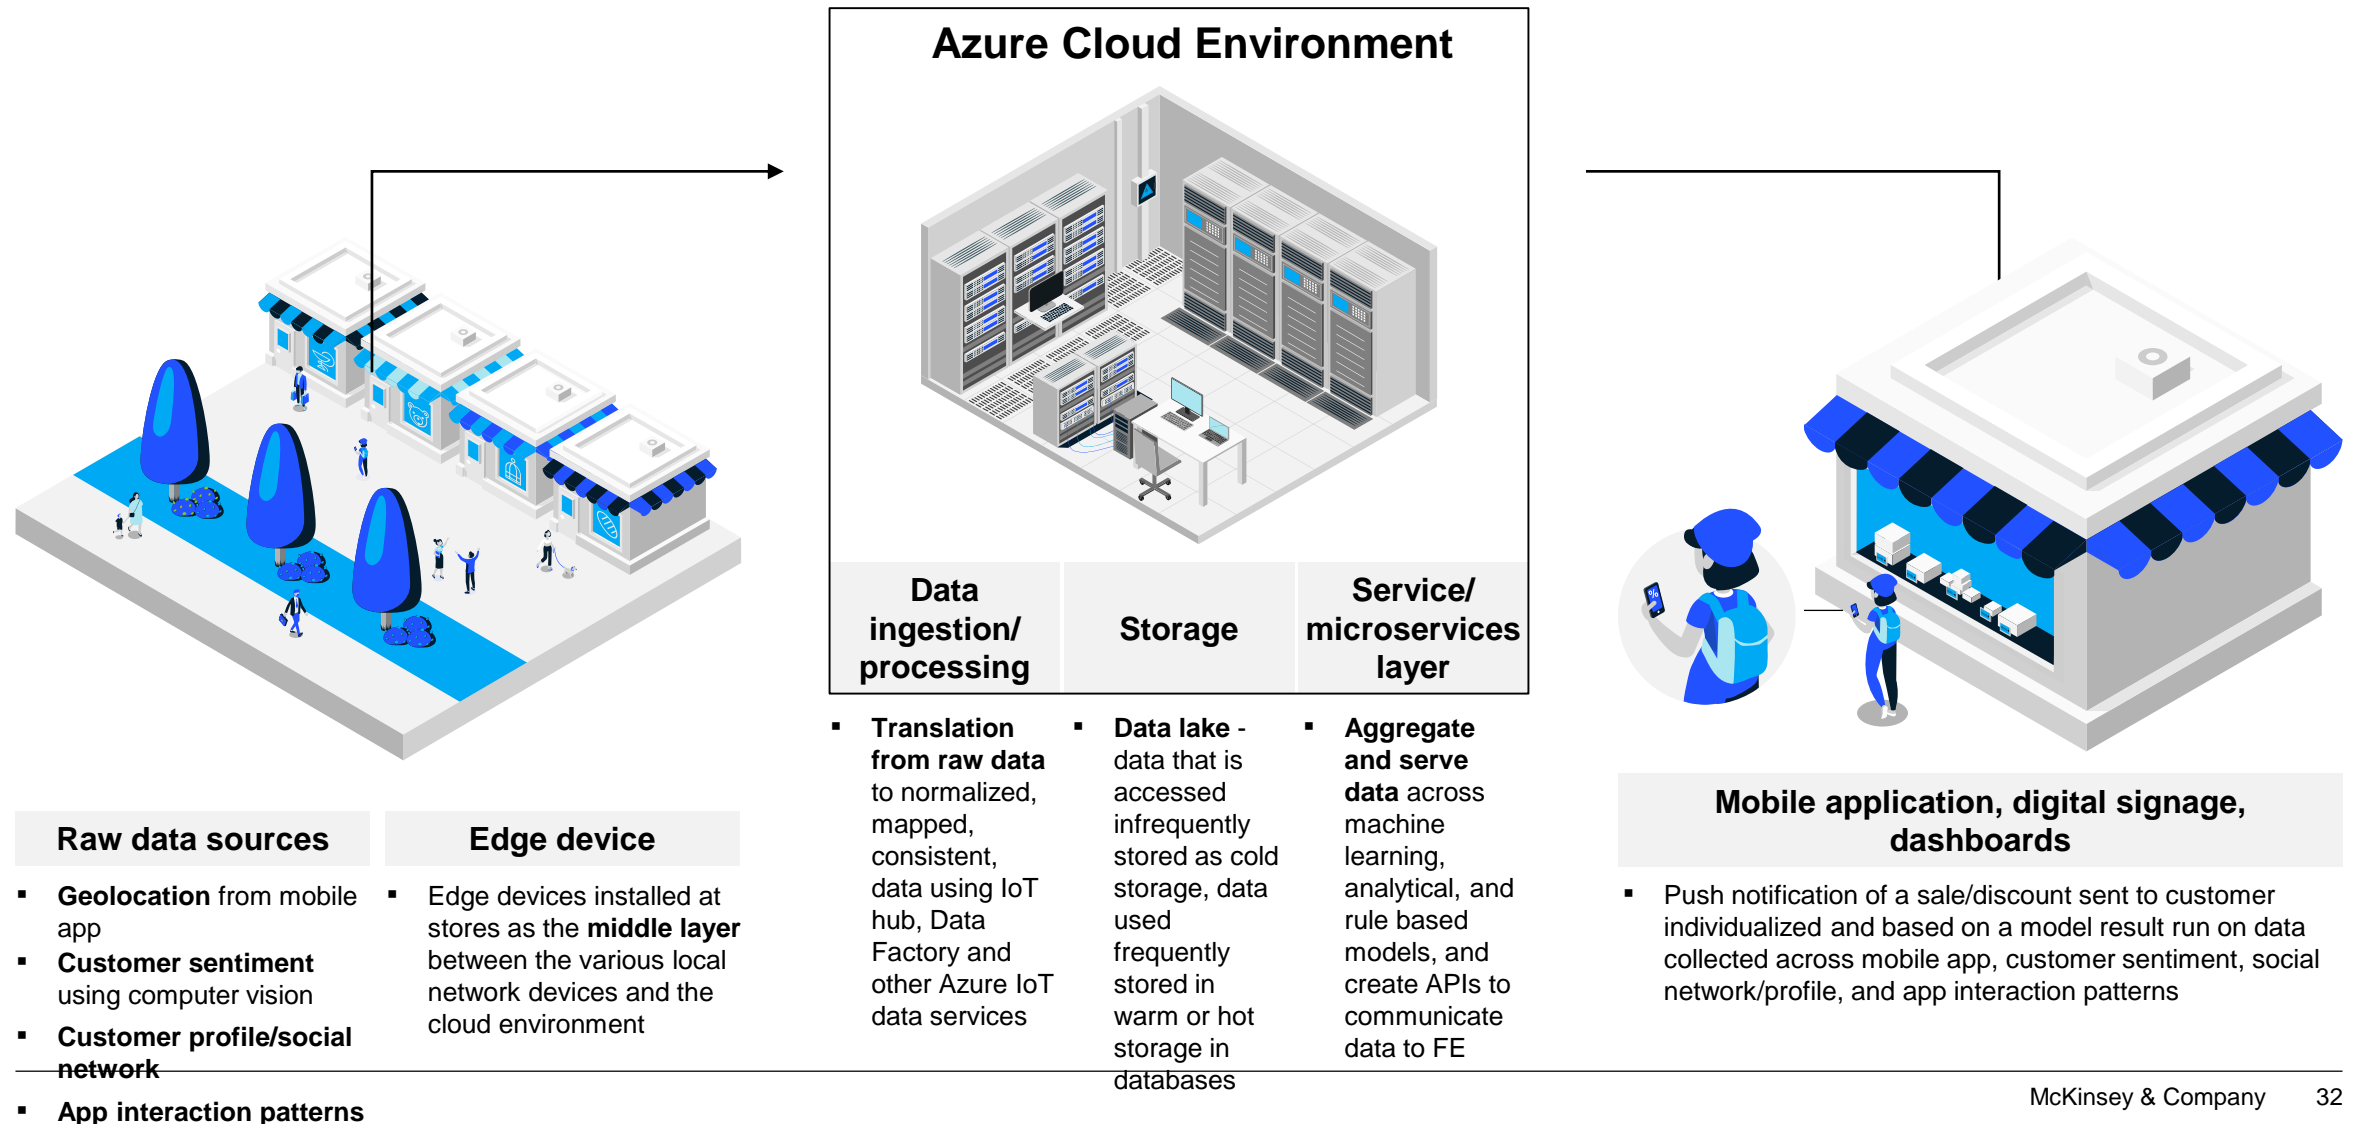 Azure Cloud Environment
Data
ingestion/
processing
Storage
Service/
microservices
layer
▪ Translation
from raw data
to normalized,
mapped,
consistent,
data using IoT
hub, Data
Factory and
other Azure IoT
data services
▪ Data lake -
data that is
accessed
infrequently
stored as cold
storage, data
used
frequently
stored in
warm or hot
storage in
databases
▪ Aggregate
and serve
data across
machine
learning,
analytical, and
rule based
models, and
create APIs to
communicate
data to FE
Raw data sources
▪ Geolocation from mobile
app
▪ Customer sentiment
using computer vision
▪ Customer profile/social
network
▪ App interaction patterns
Edge device
▪ Edge devices installed at
stores as the middle layer
between the various local
network devices and the
cloud environment
%
Mobile application, digital signage,
dashboards
▪ Push notification of a sale/discount sent to customer
individualized and based on a model result run on data
collected across mobile app, customer sentiment, social
network/profile, and app interaction patterns
McKinsey & Company 32